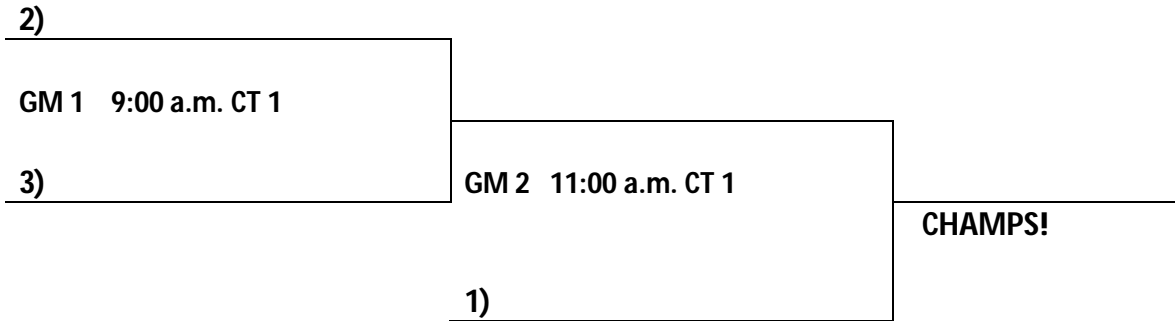 2)
GM 1 9:00 a.m. CT 1
3)
GM 2 11:00 a.m. CT 1
CHAMPS!
1)